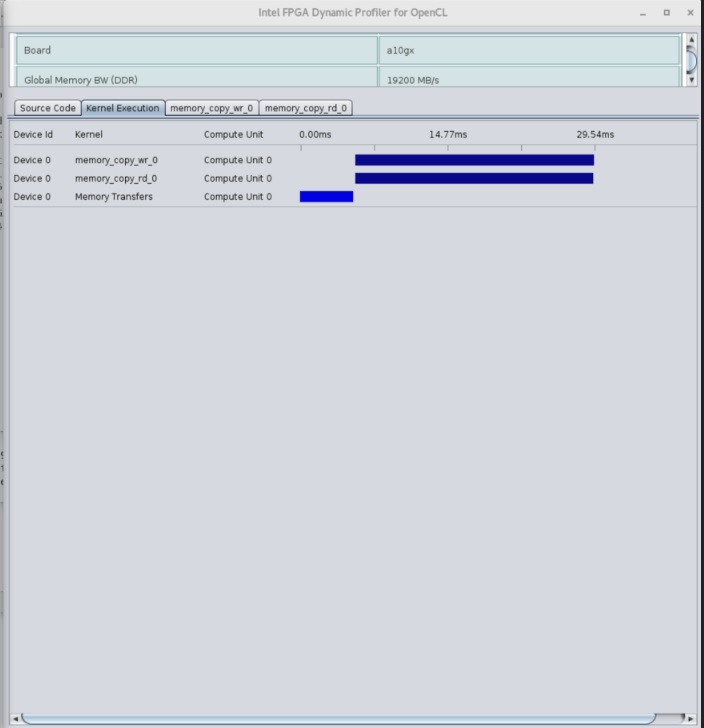 Intel FPGA Dynamic Profiler for OpenCL
Board a10gx
Global Memory BW (DDR) 19200 MB/s
Source Code Kernel Execution memory_copy_wr_0 memory_copy_rd_0
Device Id Kernel Compute Unit 0.00ms 14.77ms 29.54ms
Device 0 memory_copy_wr_0 Compute Unit 0
Device 0 memory_copy_rd_0 Compute Unit 0
Device 0 Memory Transfers Compute Unit 0